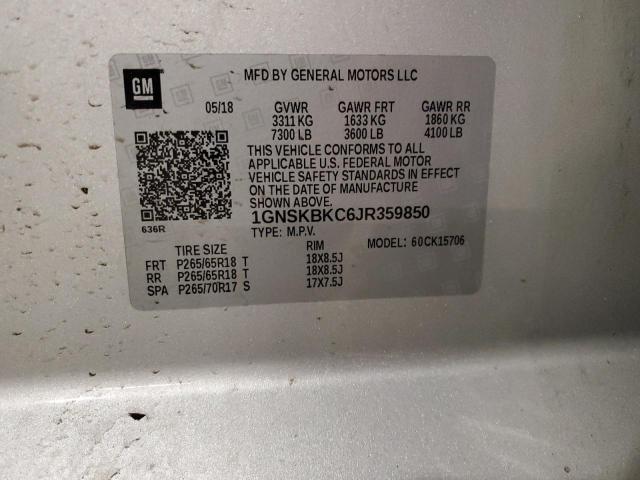 GM
MFD BY GENERAL MOTORS LLC
05/18 GVWR GAWR FRT GAWR RR
3311 KG 1633 KG 1860 KG
7300 LB 3600 LB 4100 LB
THIS VEHICLE CONFORMS TO ALL
APPLICABLE U.S. FEDERAL MOTOR
VEHICLE SAFETY STANDARDS IN EFFECT
ON THE DATE OF MANUFACTURE
SHOWN ABOVE.
636R
1GNSKBKC6JR359850
TYPE: M.P.V. MODEL: 60CK15706
TIRE SIZE RIM
FRT P265/65R18 T 18X8.5J
RR P265/65R18 T 18X8.5J
SPA P265/70R17 S 17X7.5J